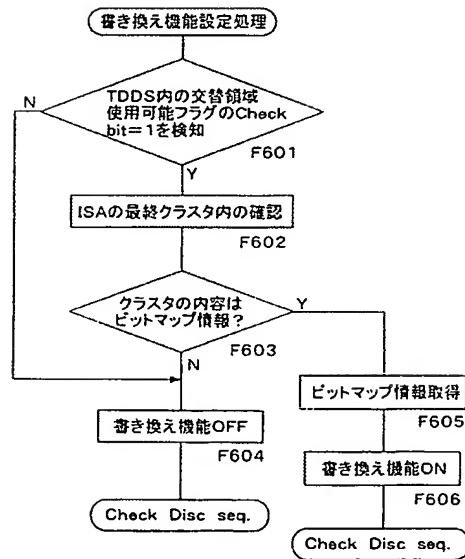 書き換え機能設定処理
N
TDDS内の交替領域
使用可能フラグのCheck
bit=1を検知
F601
Y
ISAの最終クラスタ内の確認
F602
クラスタの内容は
ビットマップ情報?
Y
F603
N
ビットマップ情報取得
F605
書き換え機能OFF
F604
書き換え機能ON
F606
Check Disc seq.
Check Disc seq.